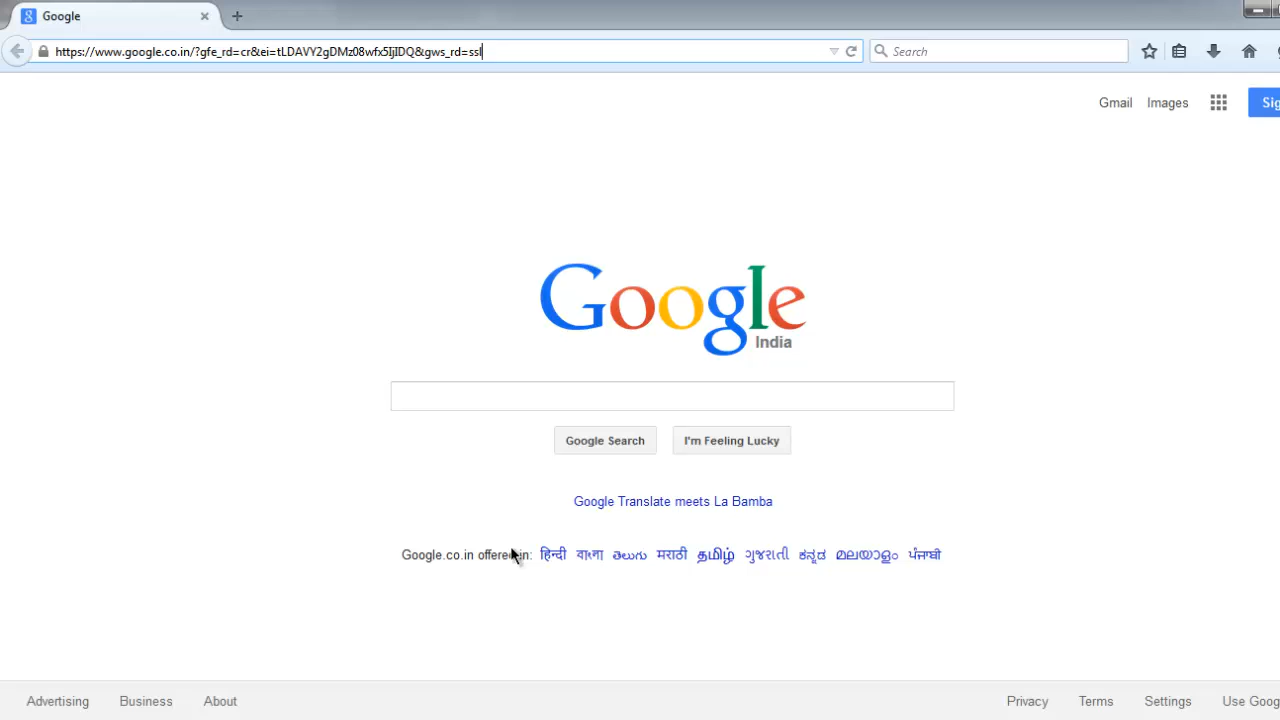 Google
https://www.google.co.in/?gfe_rd=cr&ei=tLDAVY2gDMz08wfx5IjIDQ&gws_rd=ssl
Search
Gmail Images Sig
Google
India
Google Search I'm Feeling Lucky
Google Translate meets La Bamba
Google.co.in offered in: हिन्दी বাংলা తెలుగు मराठी தமிழ் ગુજરાતી ಕನ್ನಡ മലയാളം ਪੰਜਾਬੀ
Advertising Business About Privacy Terms Settings Use Goog